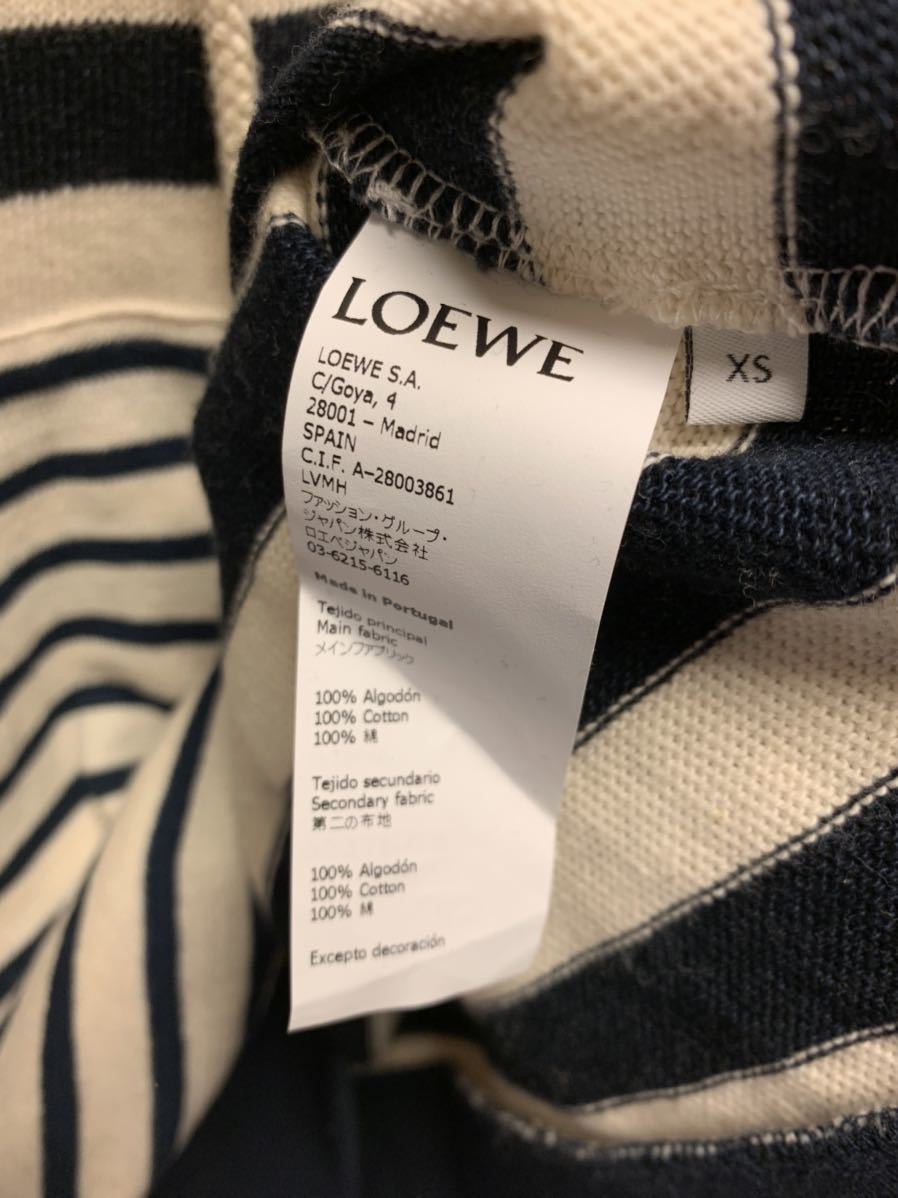 LOEWE
XS
LOEWE S.A.
C/Goya, 4
28001 – Madrid
SPAIN
C.I.F. A-28003861
LVMH
ファッション・グループ・
ジャパン株式会社
ロエベジャパン
03-6215-6116
Made in Portugal
Tejido principal
Main fabric
メインファブリック
100% Algodón
100% Cotton
100% 綿
Tejido secundario
Secondary fabric
第二の布地
100% Algodón
100% Cotton
100% 綿
Excepto decoración